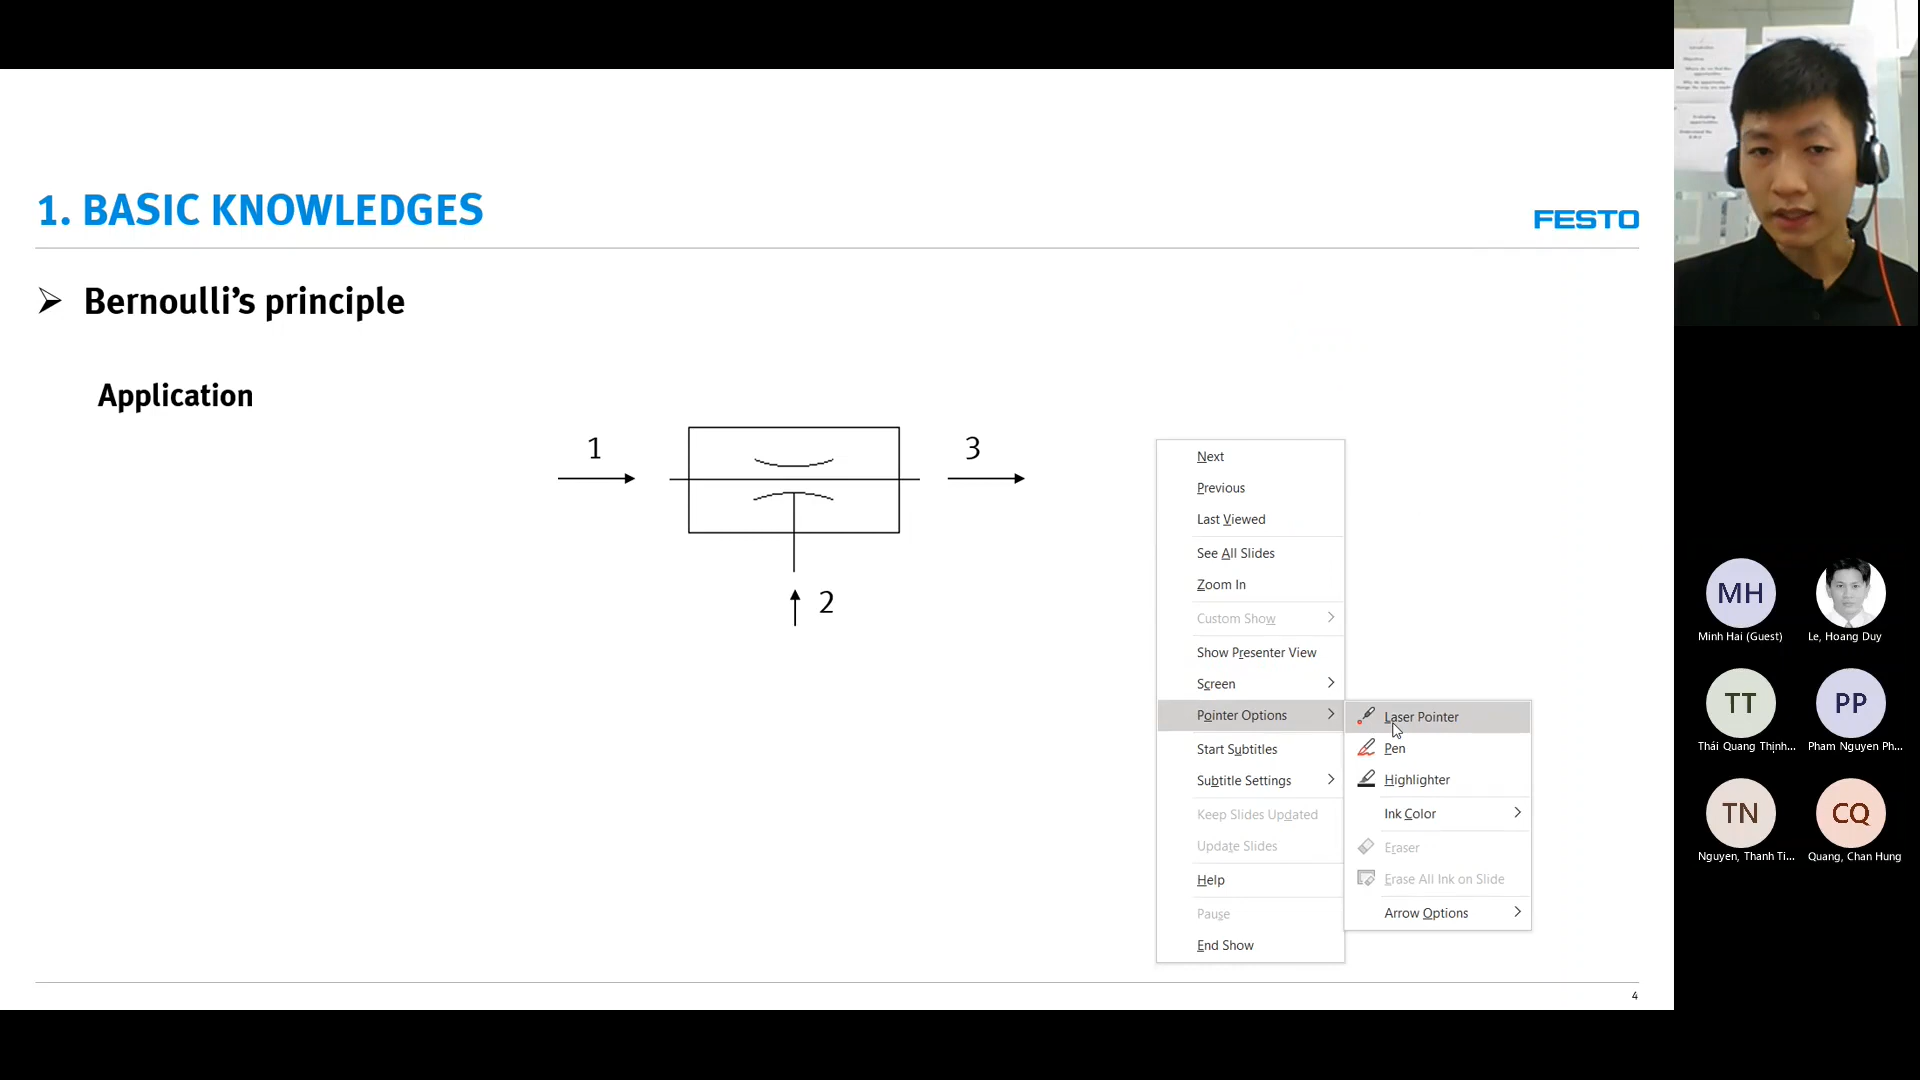 1. BASIC KNOWLEDGES
FESTO
Bernoulli’s principle
Application
1
3
2
Next
Previous
Last Viewed
See All Slides
Zoom In
Custom Show
Show Presenter View
Screen
Pointer Options
Start Subtitles
Subtitle Settings
Keep Slides Updated
Update Slides
Help
Pause
End Show
Laser Pointer
Pen
Highlighter
Ink Color
Eraser
Erase All Ink on Slide
Arrow Options
4
MH
Minh Hai (Guest)
Le, Hoang Duy
TT
PP
Thái Quang Thịnh...
Pham Nguyen Ph...
TN
CQ
Nguyen, Thanh Ti...
Quang, Chan Hung